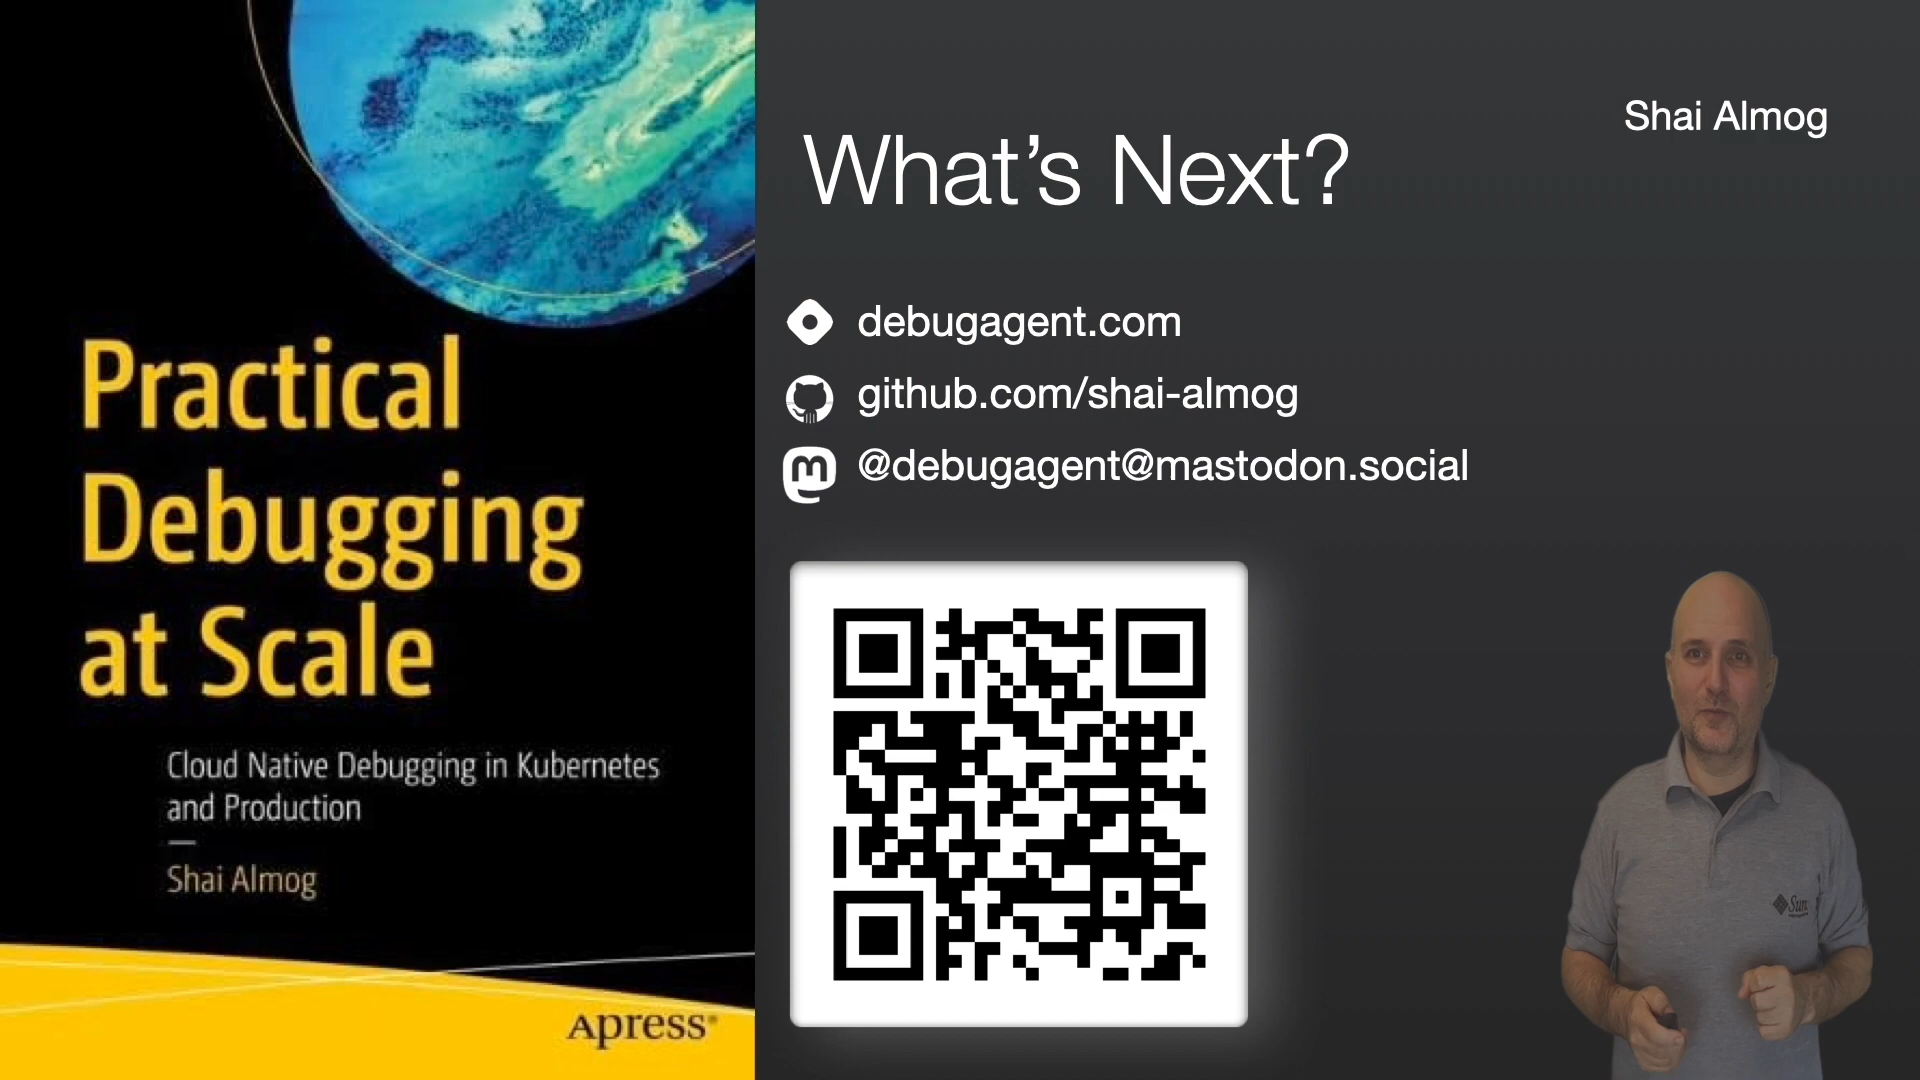 Practical
Debugging
at Scale
Cloud Native Debugging in Kubernetes
and Production
Shai Almog
Apress®
Shai Almog
What's Next?
debugagent.com
github.com/shai-almog
@debugagent@mastodon.social
Sun